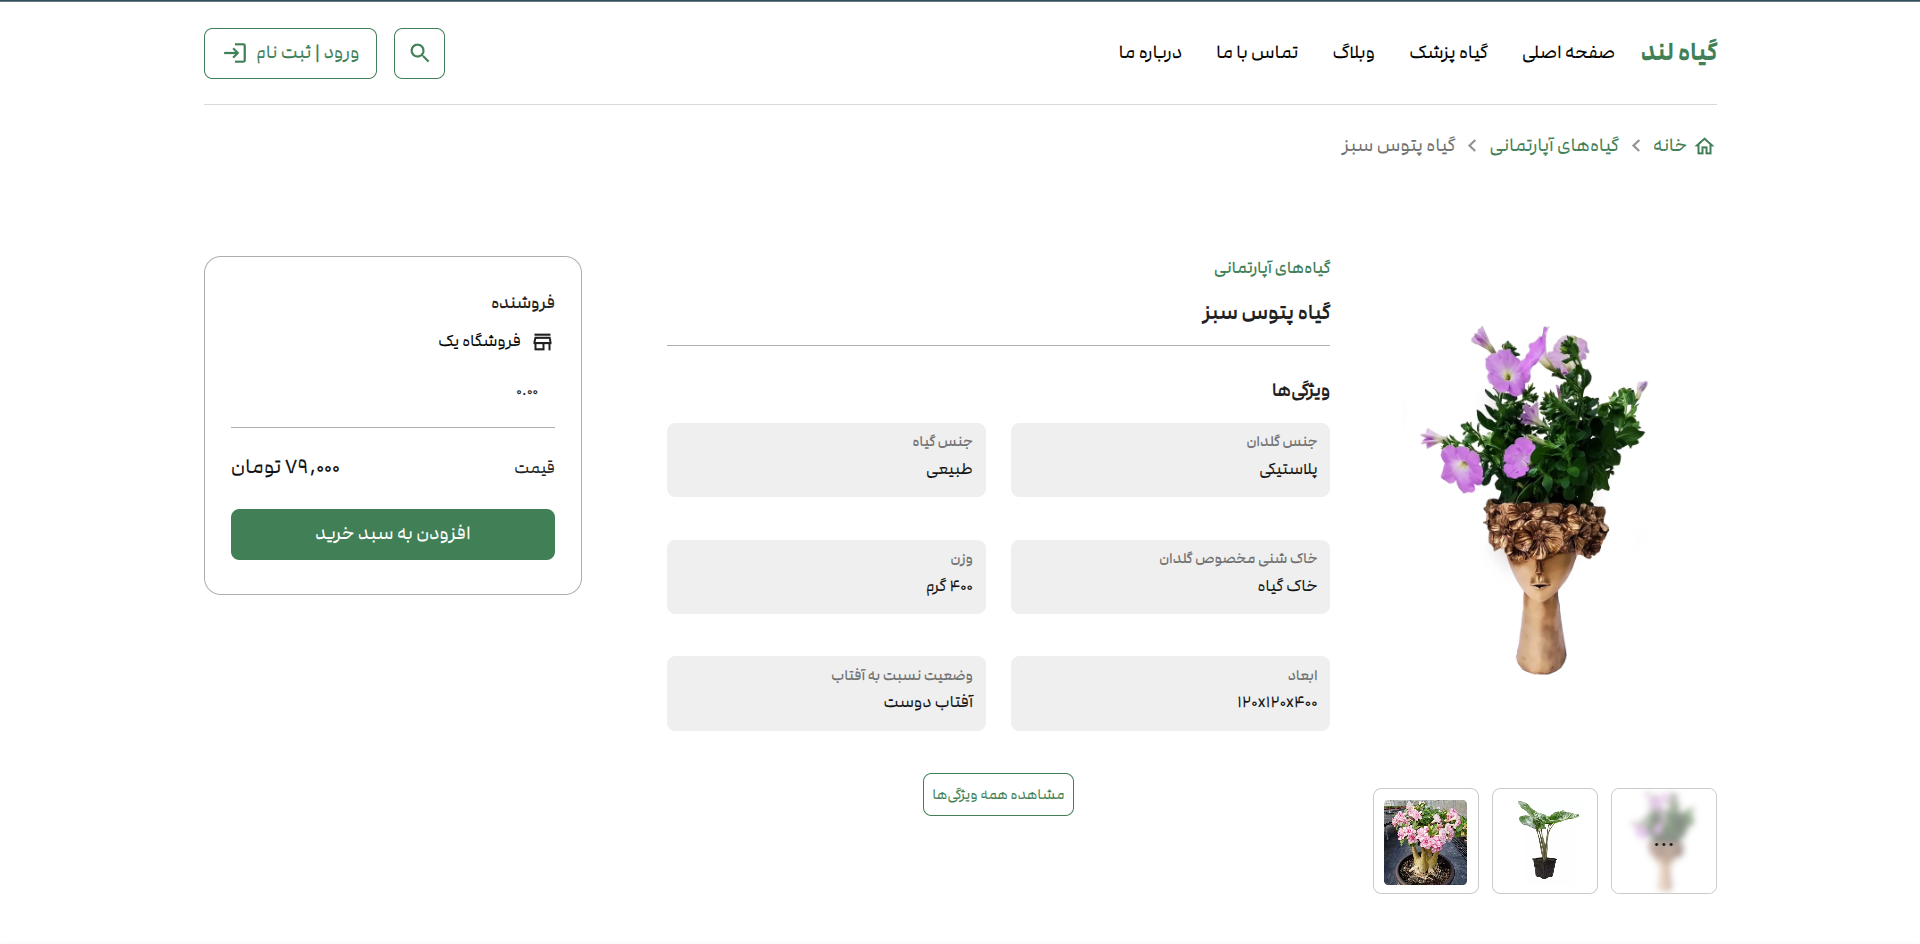 گیاه لند
صفحه اصلی
گیاه پزشک
وبلاگ
تماس با ما
درباره ما
ورود | ثبت نام
خانه
گیاه‌های آپارتمانی
گیاه پتوس سبز
گیاه‌های آپارتمانی
گیاه پتوس سبز
ویژگی‌ها
جنس گلدان
پلاستیکی
جنس گیاه
طبیعی
خاک شنی مخصوص گلدان
خاک گیاه
وزن
۴۰۰ گرم
ابعاد
۱۲۰x۱۲۰x۴۰۰
وضعیت نسبت به آفتاب
آفتاب دوست
مشاهده همه ویژگی‌ها
فروشنده
فروشگاه یک
۰.۰۰
قیمت
۷۹,۰۰۰ تومان
افزودن به سبد خرید